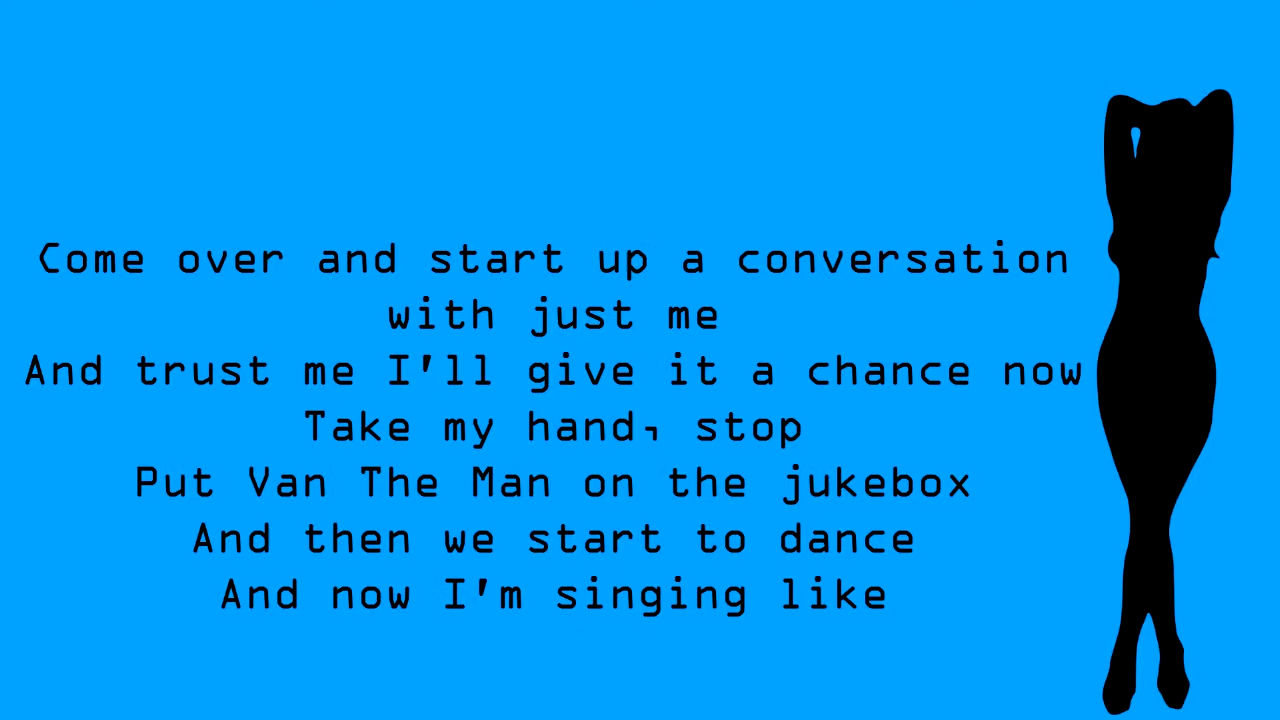 Come over and start up a conversation
with just me
And trust me I'll give it a chance now
Take my hand, stop
Put Van The Man on the jukebox
And then we start to dance
And now I'm singing like